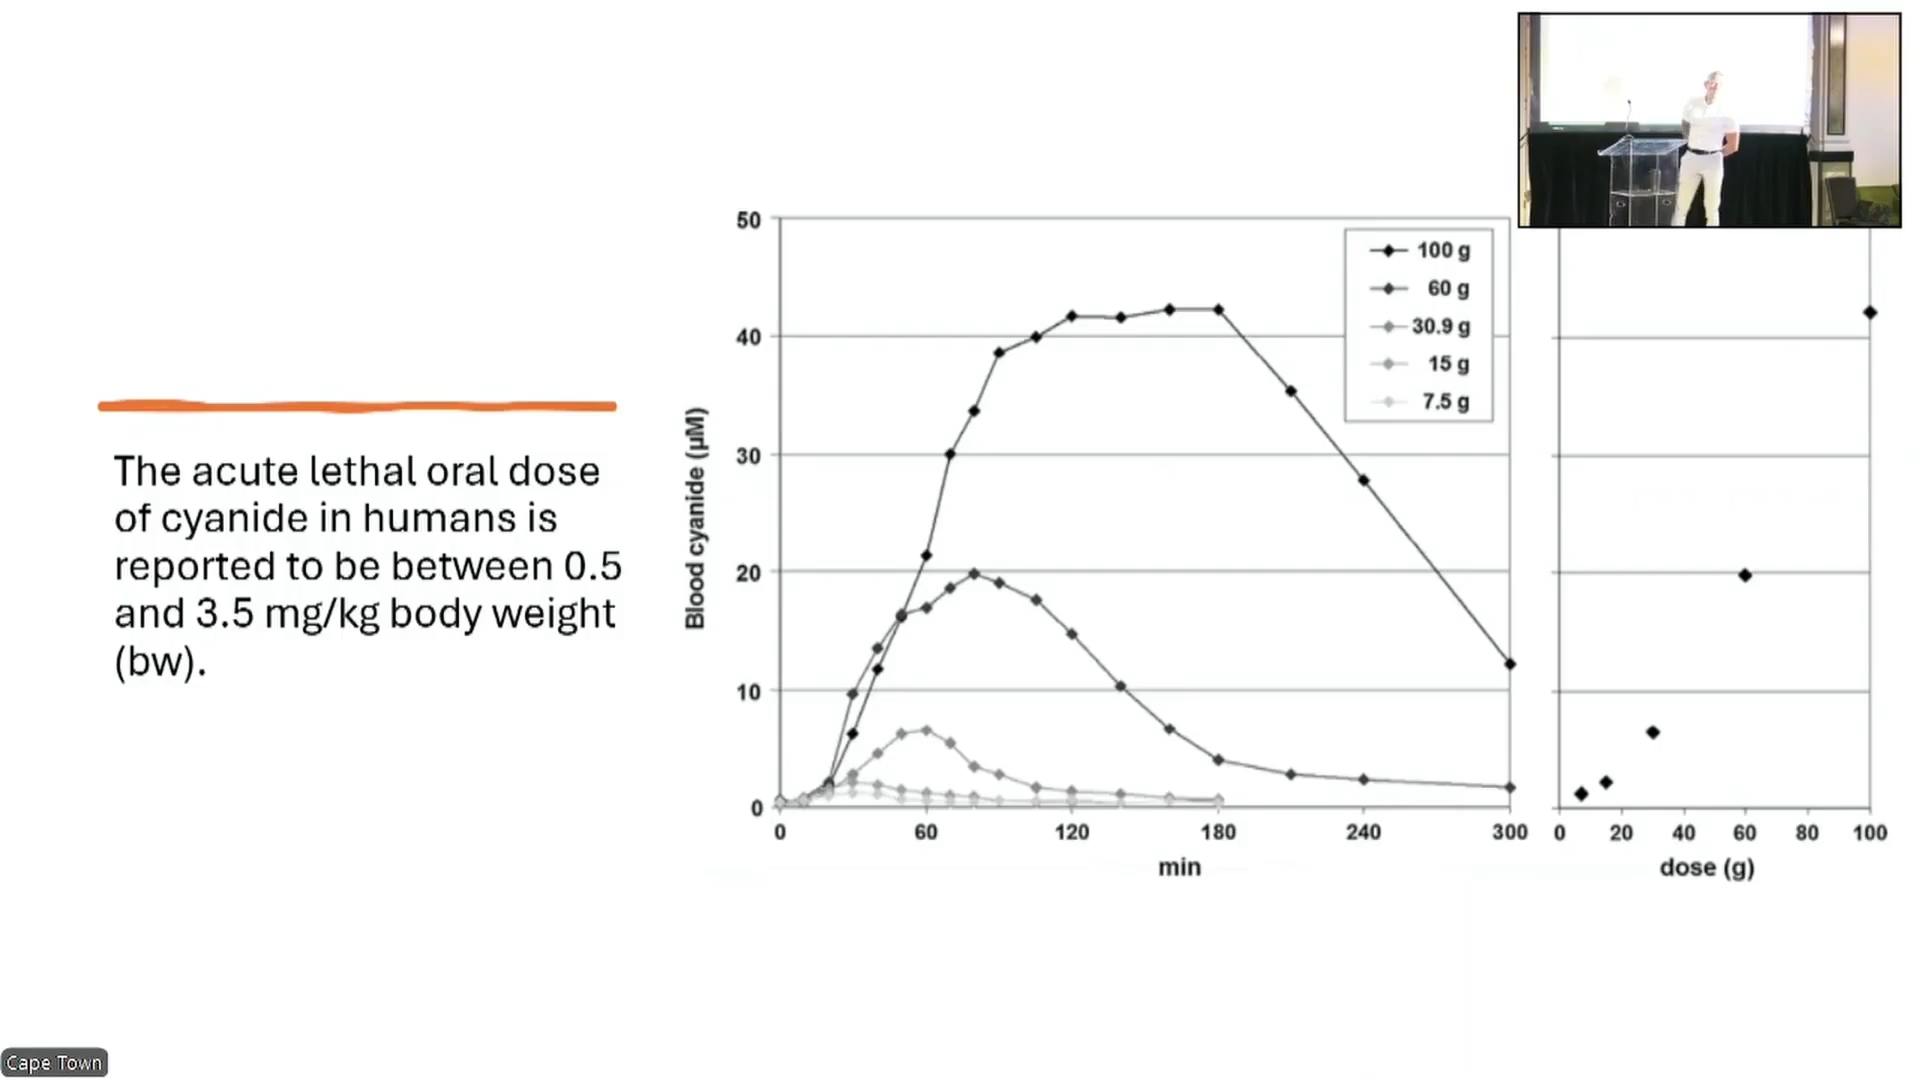 The acute lethal oral dose
of cyanide in humans is
reported to be between 0.5
and 3.5 mg/kg body weight
(bw).
Blood cyanide (µM)
50
40
30
20
10
0
0 60 120 180 240 300
min
100 g
60 g
30.9 g
15 g
7.5 g
0 20 40 60 80 100
dose (g)
Cape Town